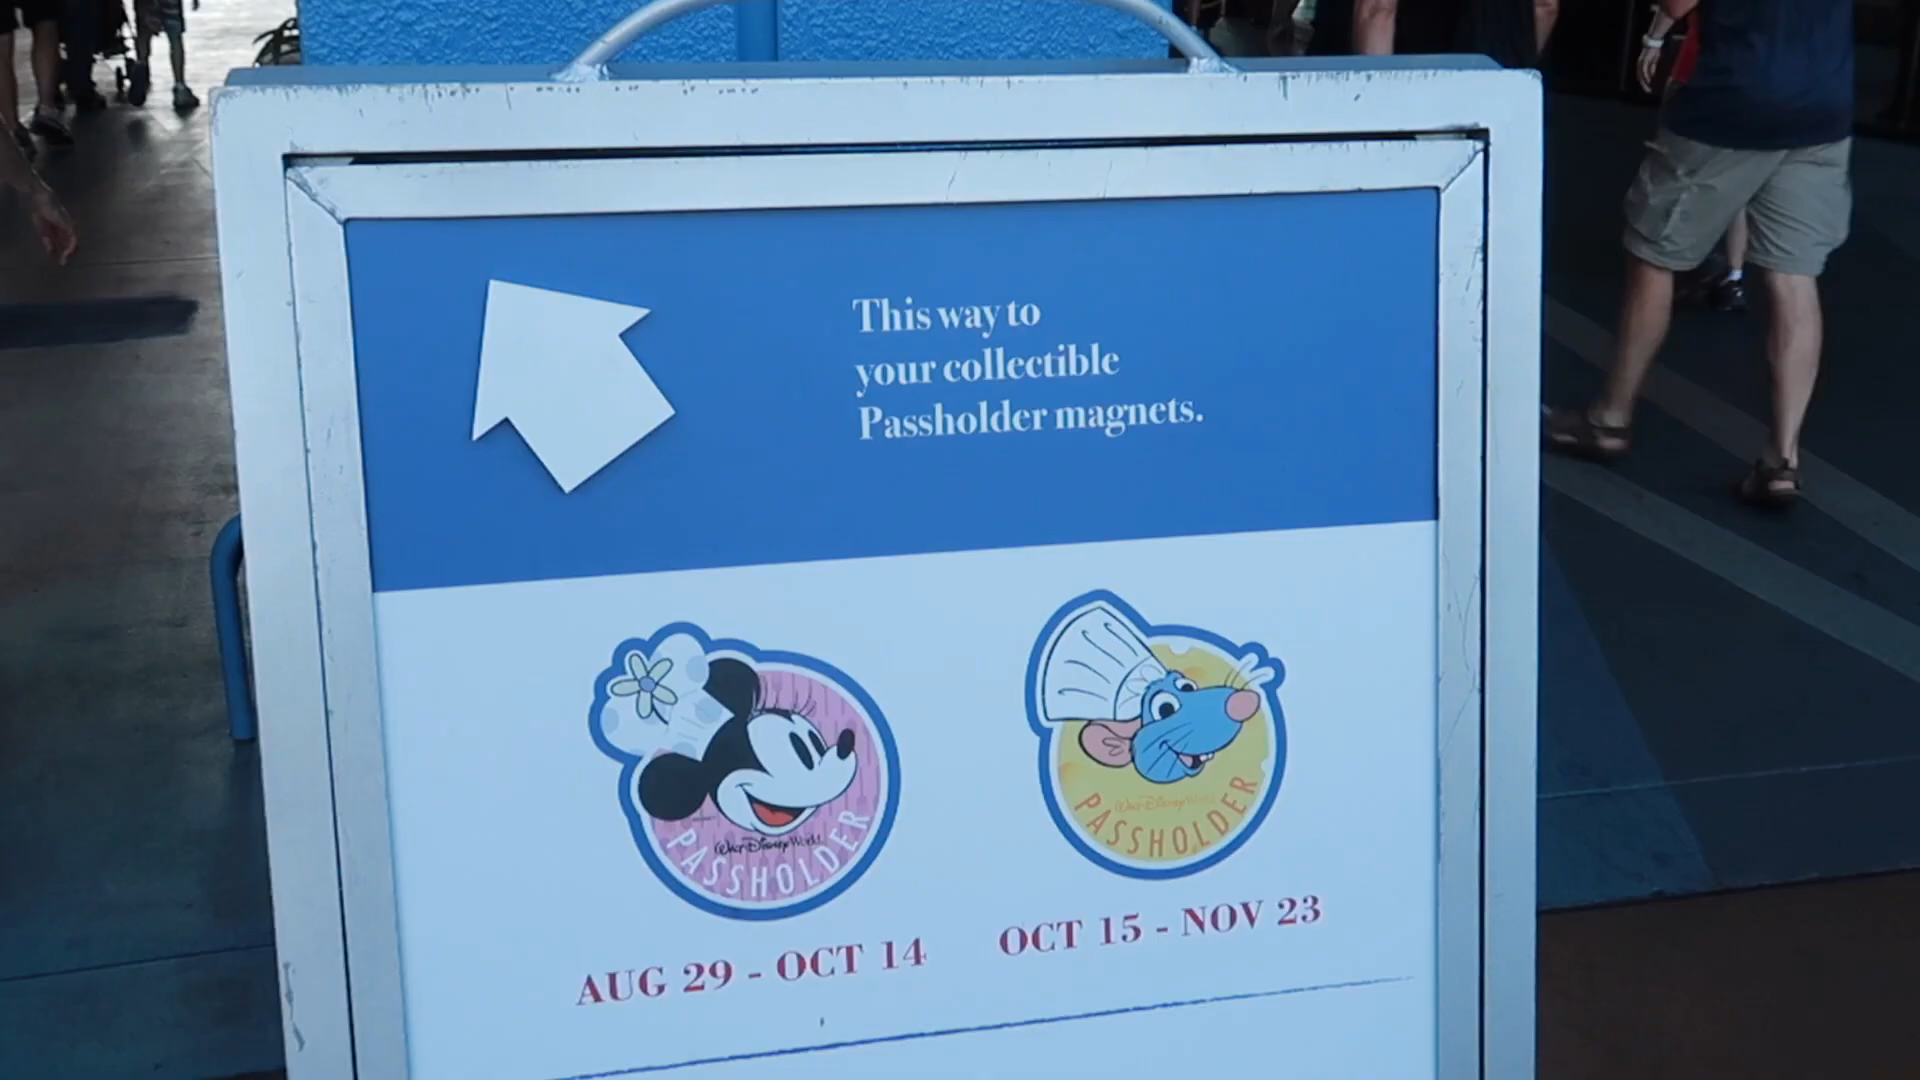 This way to
your collectible
Passholder magnets.
Walt Disney World
PASSHOLDER
AUG 29 - OCT 14
Walt Disney World
PASSHOLDER
OCT 15 - NOV 23